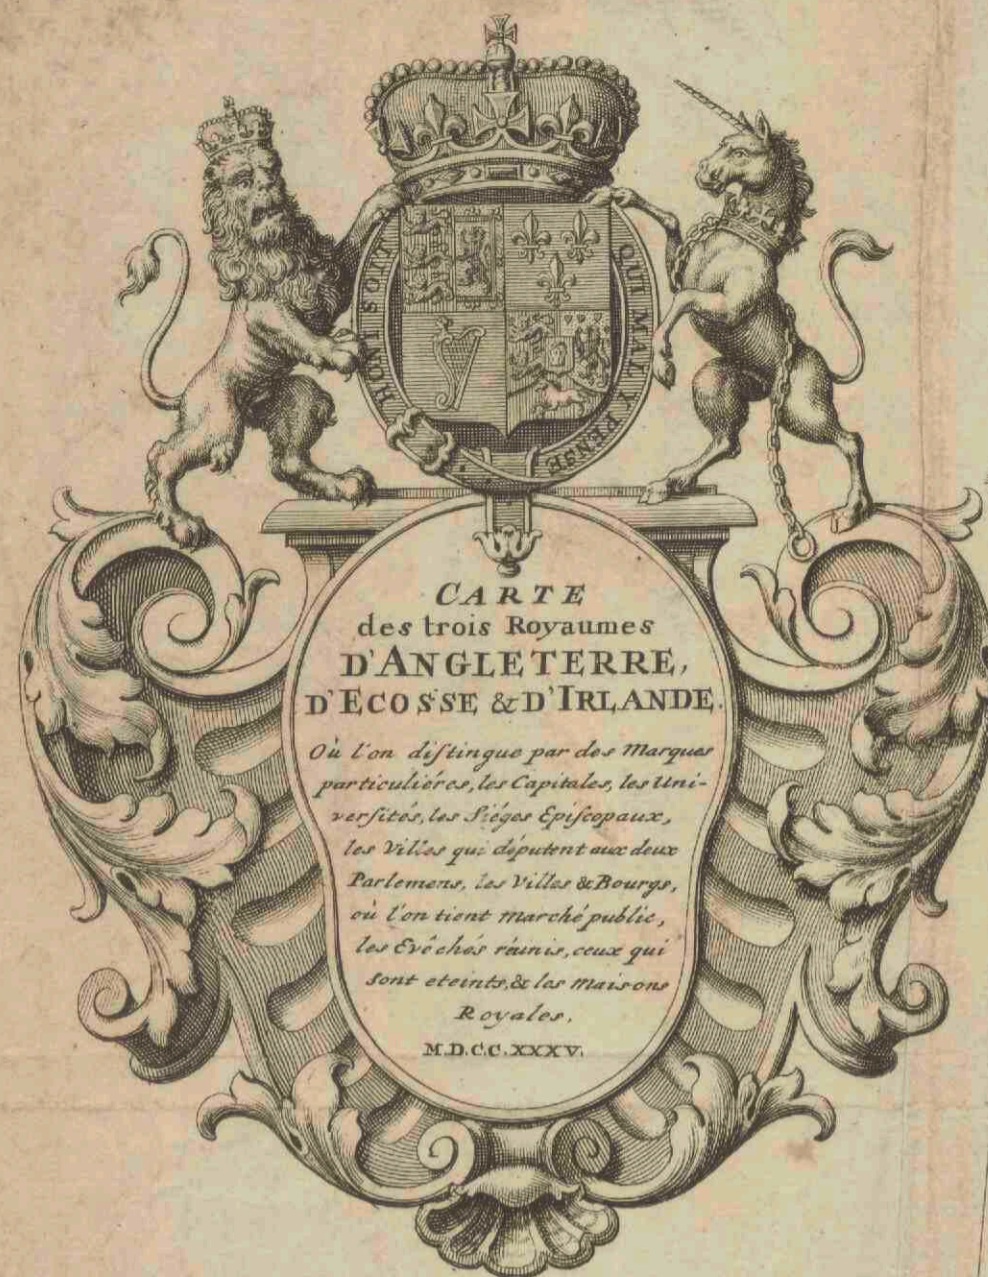 HONI SOIT
QUI MAL Y PENSE
CARTE
des trois Royaumes
D'ANGLETERRE,
D'ECOSSE & D'IRLANDE.
Où l'on diſtingue par des Marques
particuliéres, les Capitales, les Uni-
verſités, les Siéges Epiſcopaux,
les Villes qui députent aux deux
Parlemens, les Villes & Bourgs,
où l'on tient marché public,
les Evêchés réunis, ceux qui
sont eteints, & les Maisons
Royales.
M.D.C.C.XXXV.